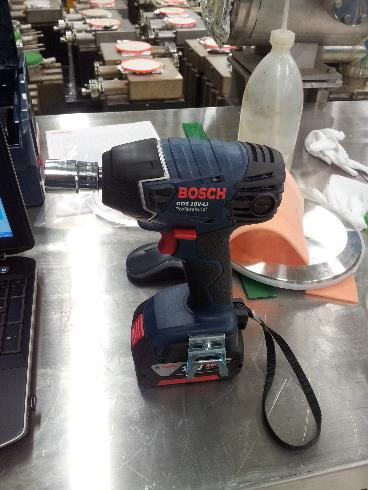 BOSCH
GDS 18V-LI
Professional